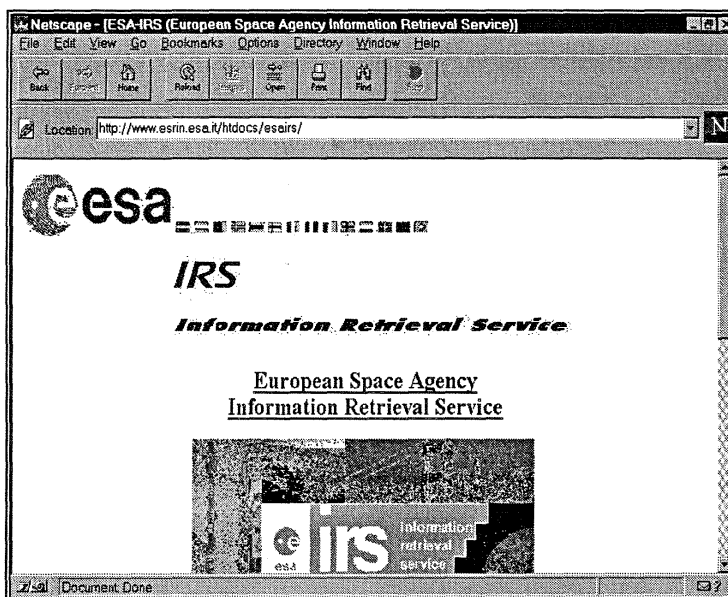 Netscape - [ESA-IRS (European Space Agency Information Retrieval Service)]
File Edit View Go Bookmarks Options Directory Window Help
Back Forward Home Reload Images Open Print Find Stop
Location: http://www.esrin.esa.it/htdocs/esairs/
N
esa
IRS
Information Retrieval Service
European Space Agency
Information Retrieval Service
esa
irs
Information
retrieval
service
Document Done